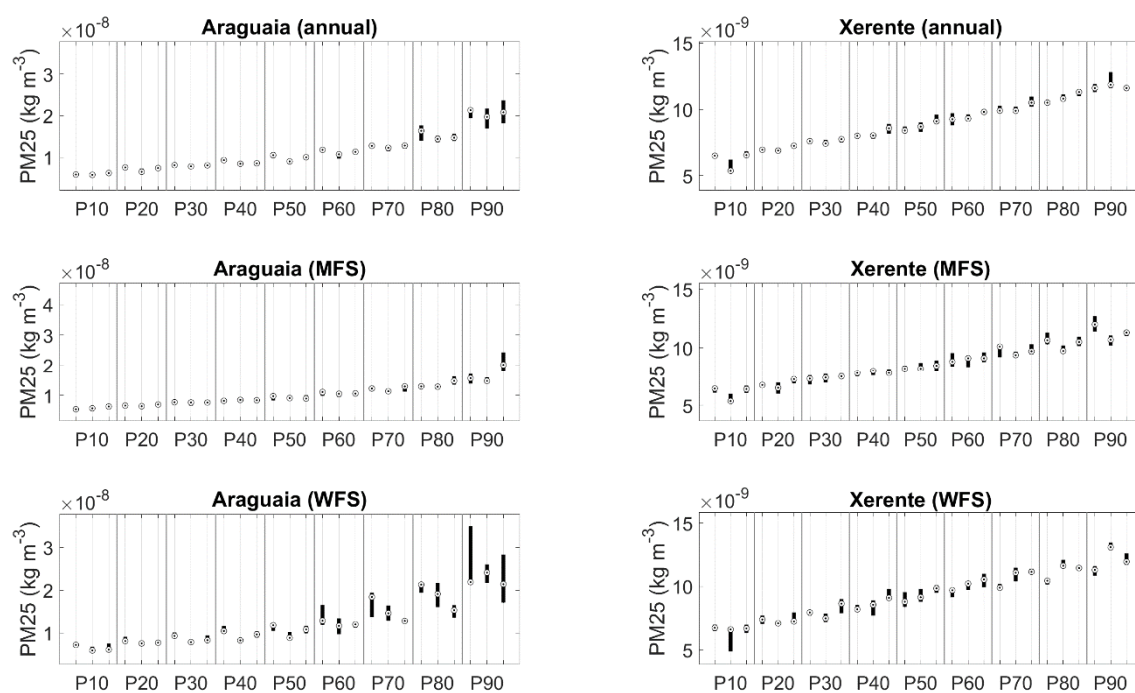 Araguaia (annual)
×10⁻⁸
PM25 (kg m⁻³)
3
2
1
P10 P20 P30 P40 P50 P60 P70 P80 P90
Xerente (annual)
×10⁻⁹
PM25 (kg m⁻³)
15
10
5
P10 P20 P30 P40 P50 P60 P70 P80 P90
Araguaia (MFS)
×10⁻⁸
PM25 (kg m⁻³)
4
3
2
1
P10 P20 P30 P40 P50 P60 P70 P80 P90
Xerente (MFS)
×10⁻⁹
PM25 (kg m⁻³)
15
10
5
P10 P20 P30 P40 P50 P60 P70 P80 P90
Araguaia (WFS)
×10⁻⁸
PM25 (kg m⁻³)
3
2
1
P10 P20 P30 P40 P50 P60 P70 P80 P90
Xerente (WFS)
×10⁻⁹
PM25 (kg m⁻³)
15
10
5
P10 P20 P30 P40 P50 P60 P70 P80 P90